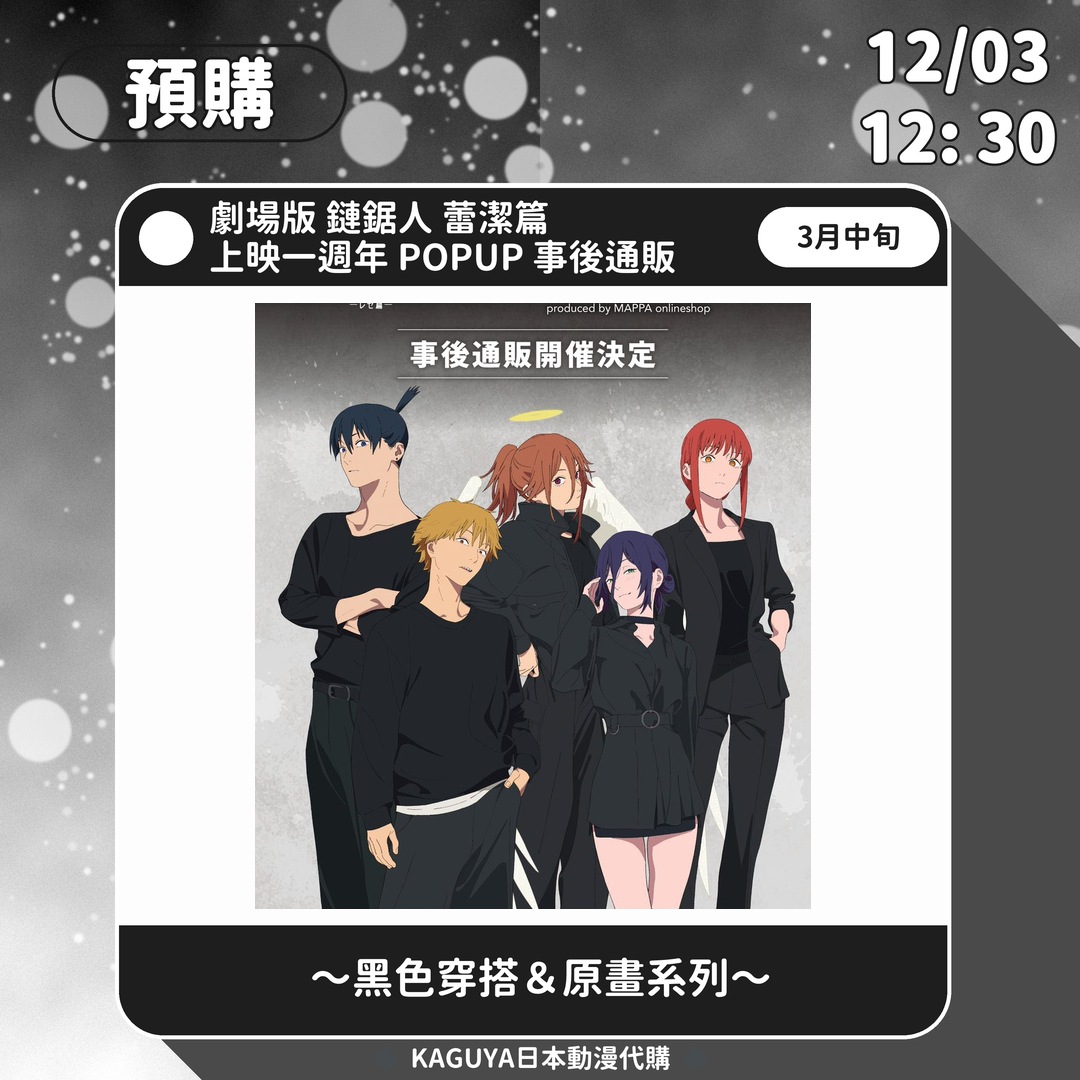 預購
12/03
12: 30
劇場版 鏈鋸人 蕾潔篇
上映一週年 POPUP 事後通販
3月中旬
―レゼ篇―
produced by MAPPA onlineshop
事後通販開催決定
～黑色穿搭＆原畫系列～
KAGUYA日本動漫代購